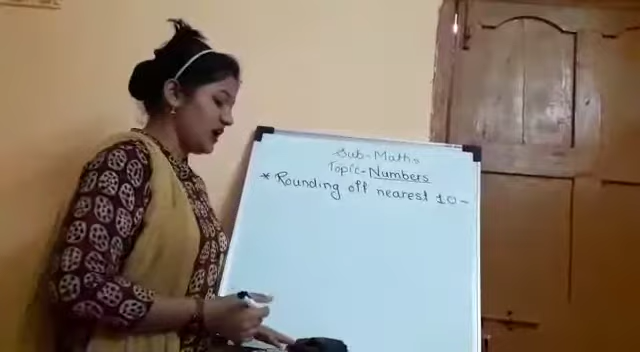 Sub-Maths
Topic-Numbers
* Rounding off nearest 10-